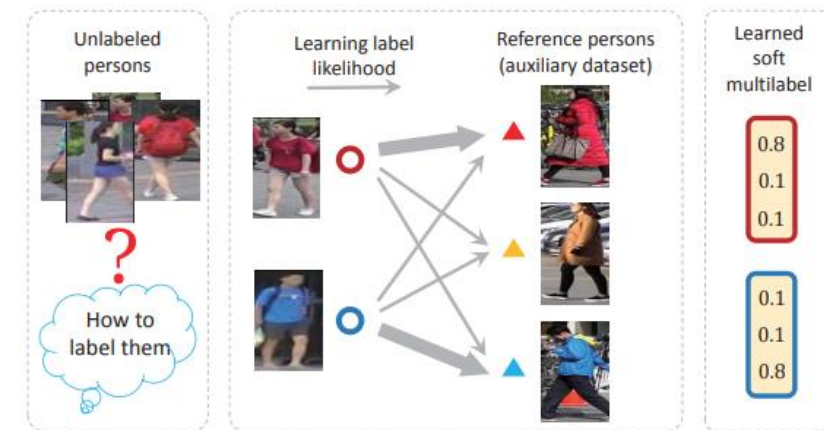 Unlabeled
persons
?
How to
label them
Learning label
likelihood
Reference persons
(auxiliary dataset)
Learned
soft
multilabel
0.8
0.1
0.1
0.1
0.1
0.8